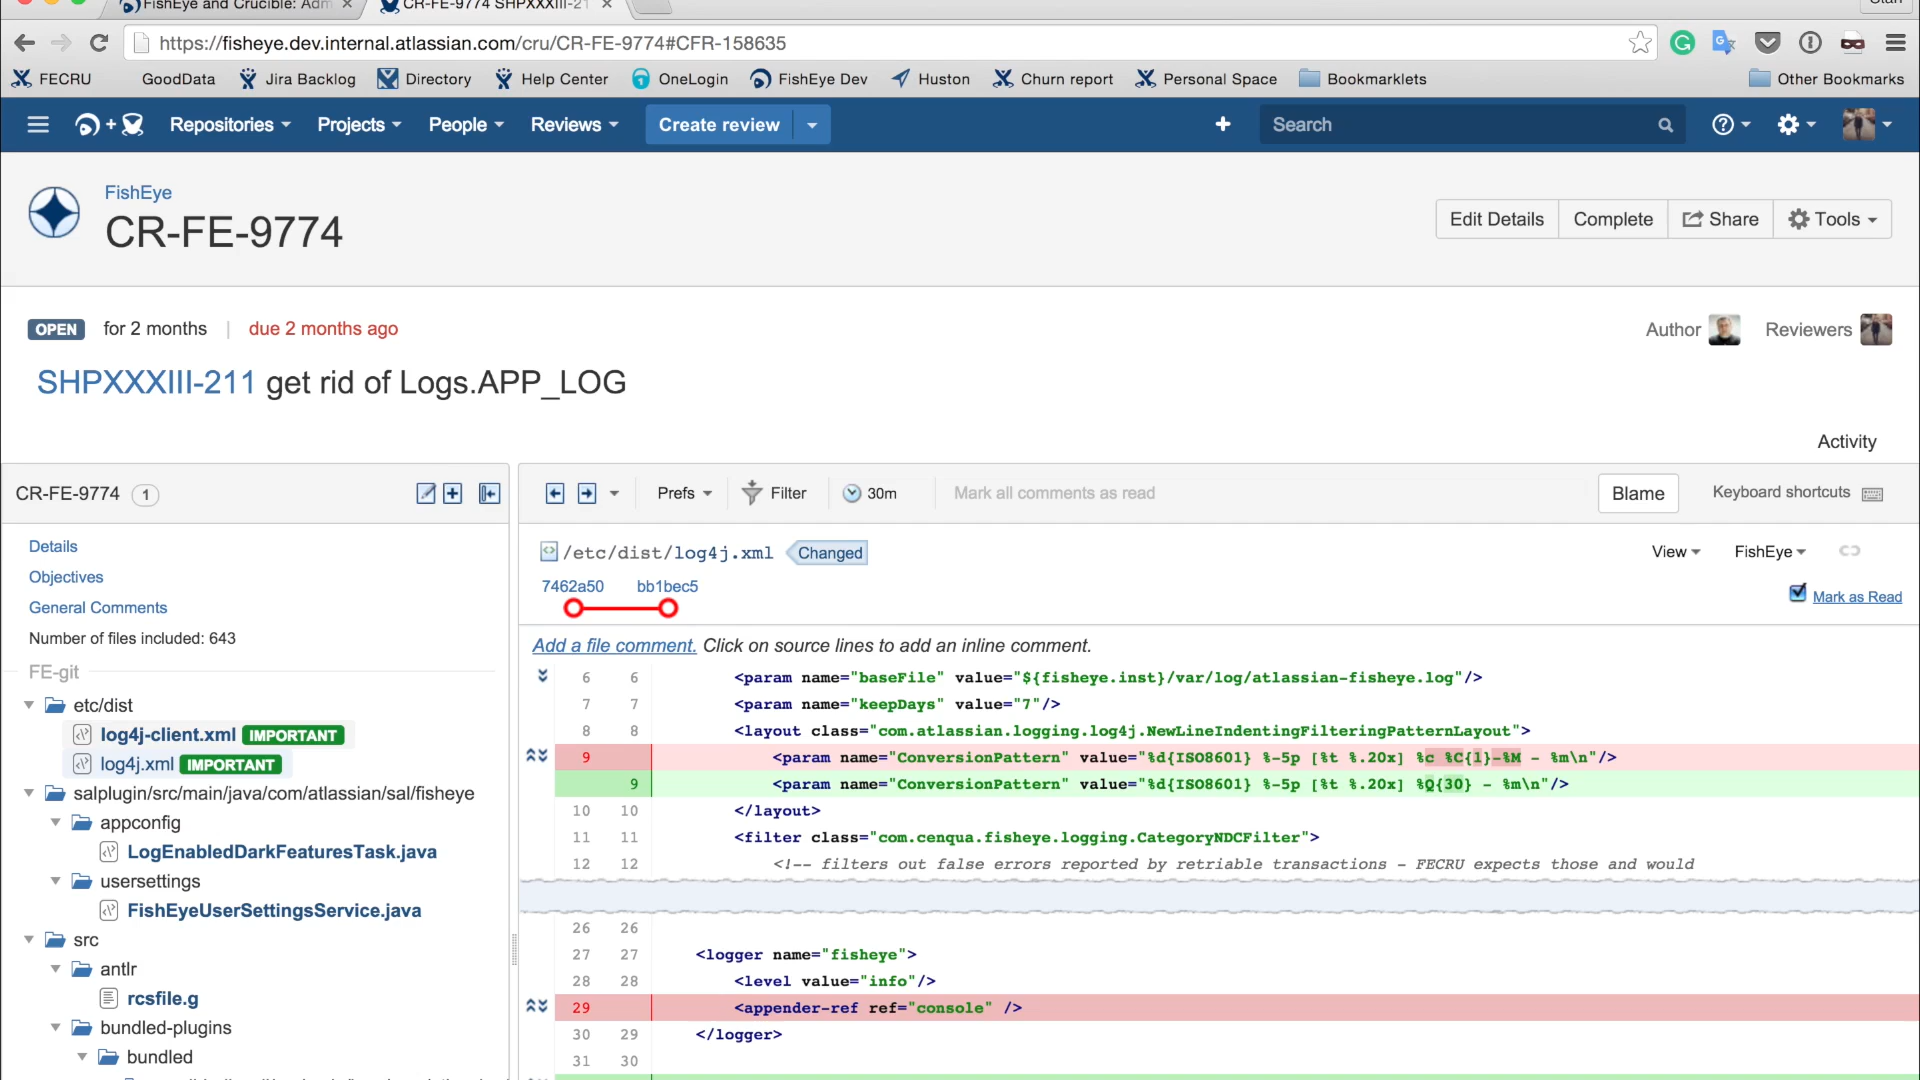 FishEye and Crucible: Adm
CR-FE-9774 SHPXXXIII-21
https://fisheye.dev.internal.atlassian.com/cru/CR-FE-9774#CFR-158635
FECRU GoodData Jira Backlog Directory Help Center OneLogin FishEye Dev Huston Churn report Personal Space Bookmarklets Other Bookmarks
Repositories Projects People Reviews Create review Search
FishEye
CR-FE-9774
Edit Details Complete Share Tools
OPEN for 2 months | due 2 months ago
Author Reviewers
SHPXXXIII-211 get rid of Logs.APP_LOG
Activity
CR-FE-9774 1
Prefs Filter 30m Mark all comments as read Blame Keyboard shortcuts
Details
Objectives
General Comments
Number of files included: 643
FE-git
etc/dist
log4j-client.xml IMPORTANT
log4j.xml IMPORTANT
salplugin/src/main/java/com/atlassian/sal/fisheye
appconfig
LogEnabledDarkFeaturesTask.java
usersettings
FishEyeUserSettingsService.java
src
antlr
rcsfile.g
bundled-plugins
bundled
/etc/dist/log4j.xml Changed
View FishEye
7462a50 bb1bec5
Mark as Read
Add a file comment. Click on source lines to add an inline comment.
6 6 <param name="baseFile" value="${fisheye.inst}/var/log/atlassian-fisheye.log"/>
7 7 <param name="keepDays" value="7"/>
8 8 <layout class="com.atlassian.logging.log4j.NewLineIndentingFilteringPatternLayout">
9 <param name="ConversionPattern" value="%d{ISO8601} %-5p [%t %.20x] %c %C{1}-%M - %m\n"/>
9 <param name="ConversionPattern" value="%d{ISO8601} %-5p [%t %.20x] %Q{30} - %m\n"/>
10 10 </layout>
11 11 <filter class="com.cenqua.fisheye.logging.CategoryNDCFilter">
12 12 <!-- filters out false errors reported by retriable transactions - FECRU expects those and would
26 26
27 27 <logger name="fisheye">
28 28 <level value="info"/>
29 <appender-ref ref="console" />
30 29 </logger>
31 30